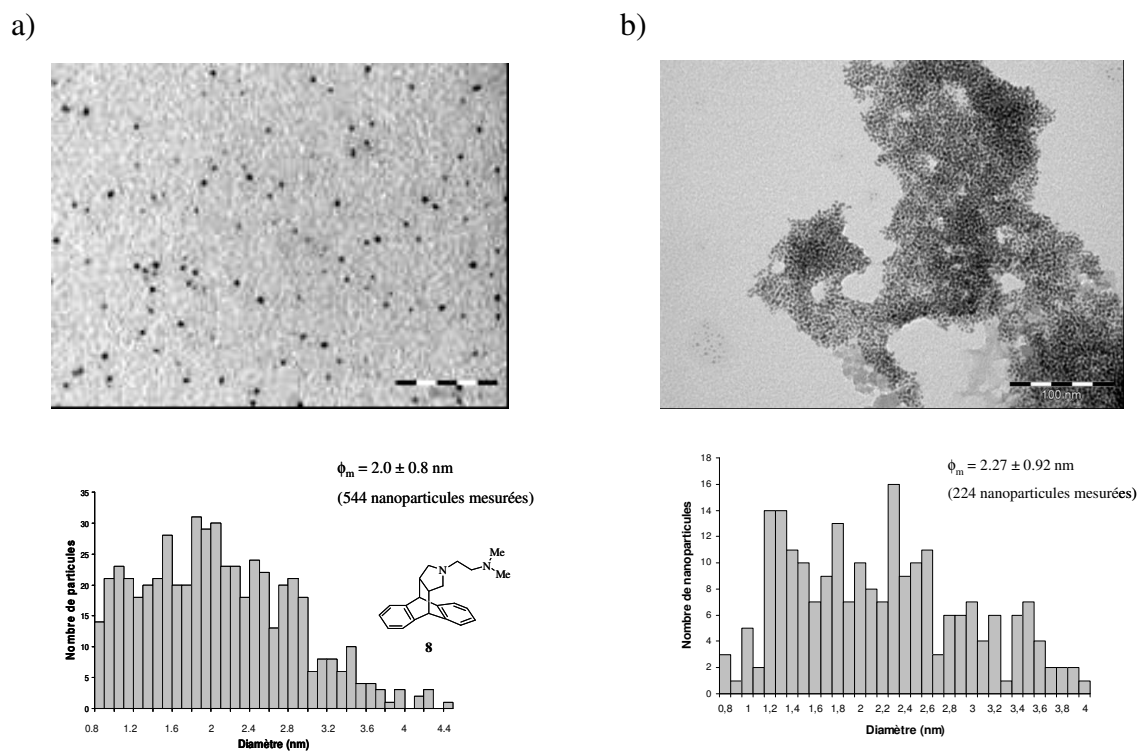 a)
b)
100 nm
ϕm = 2.0 ± 0.8 nm
(544 nanoparticules mesurées)
35
30
25
20
15
10
5
0
Nombre de particules
0.8 1.2 1.6 2 2.4 2.8 3.2 3.6 4 4.4
Diamètre (nm)
Me
N
N
Me
8
ϕm = 2.27 ± 0.92 nm
(224 nanoparticules mesurées)
18
16
14
12
10
8
6
4
2
0
Nombre de nanoparticules
0,8 1 1,2 1,4 1,6 1,8 2 2,2 2,4 2,6 2,8 3 3,2 3,4 3,6 3,8 4
Diamètre (nm)